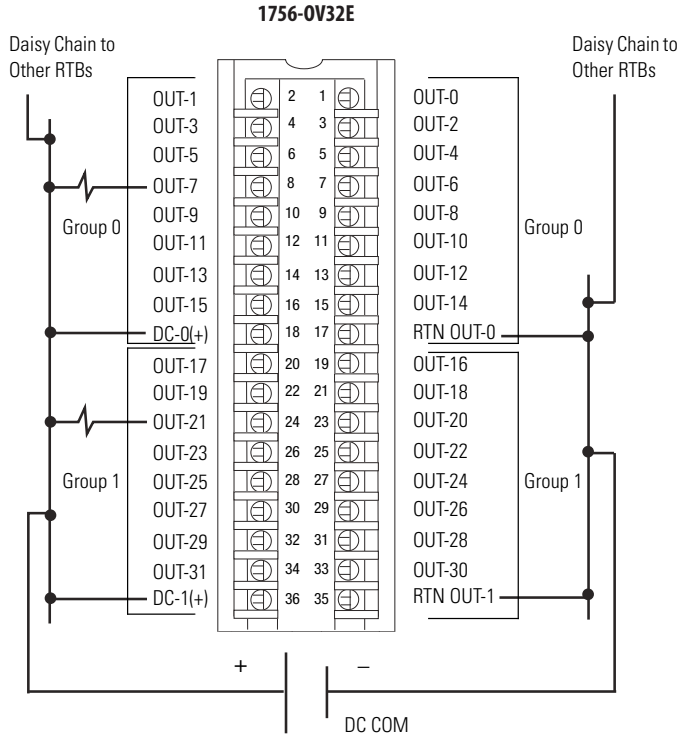 1756-OV32E
Daisy Chain to
Other RTBs
Daisy Chain to
Other RTBs
OUT-1 2 1 OUT-0
OUT-3 4 3 OUT-2
OUT-5 6 5 OUT-4
OUT-7 8 7 OUT-6
OUT-9 10 9 OUT-8
Group 0
Group 0
OUT-11 12 11 OUT-10
OUT-13 14 13 OUT-12
OUT-15 16 15 OUT-14
DC-0(+) 18 17 RTN OUT-0
OUT-17 20 19 OUT-16
OUT-19 22 21 OUT-18
OUT-21 24 23 OUT-20
OUT-23 26 25 OUT-22
Group 1
OUT-25 28 27 OUT-24
Group 1
OUT-27 30 29 OUT-26
OUT-29 32 31 OUT-28
OUT-31 34 33 OUT-30
DC-1(+) 36 35 RTN OUT-1
+ –
DC COM